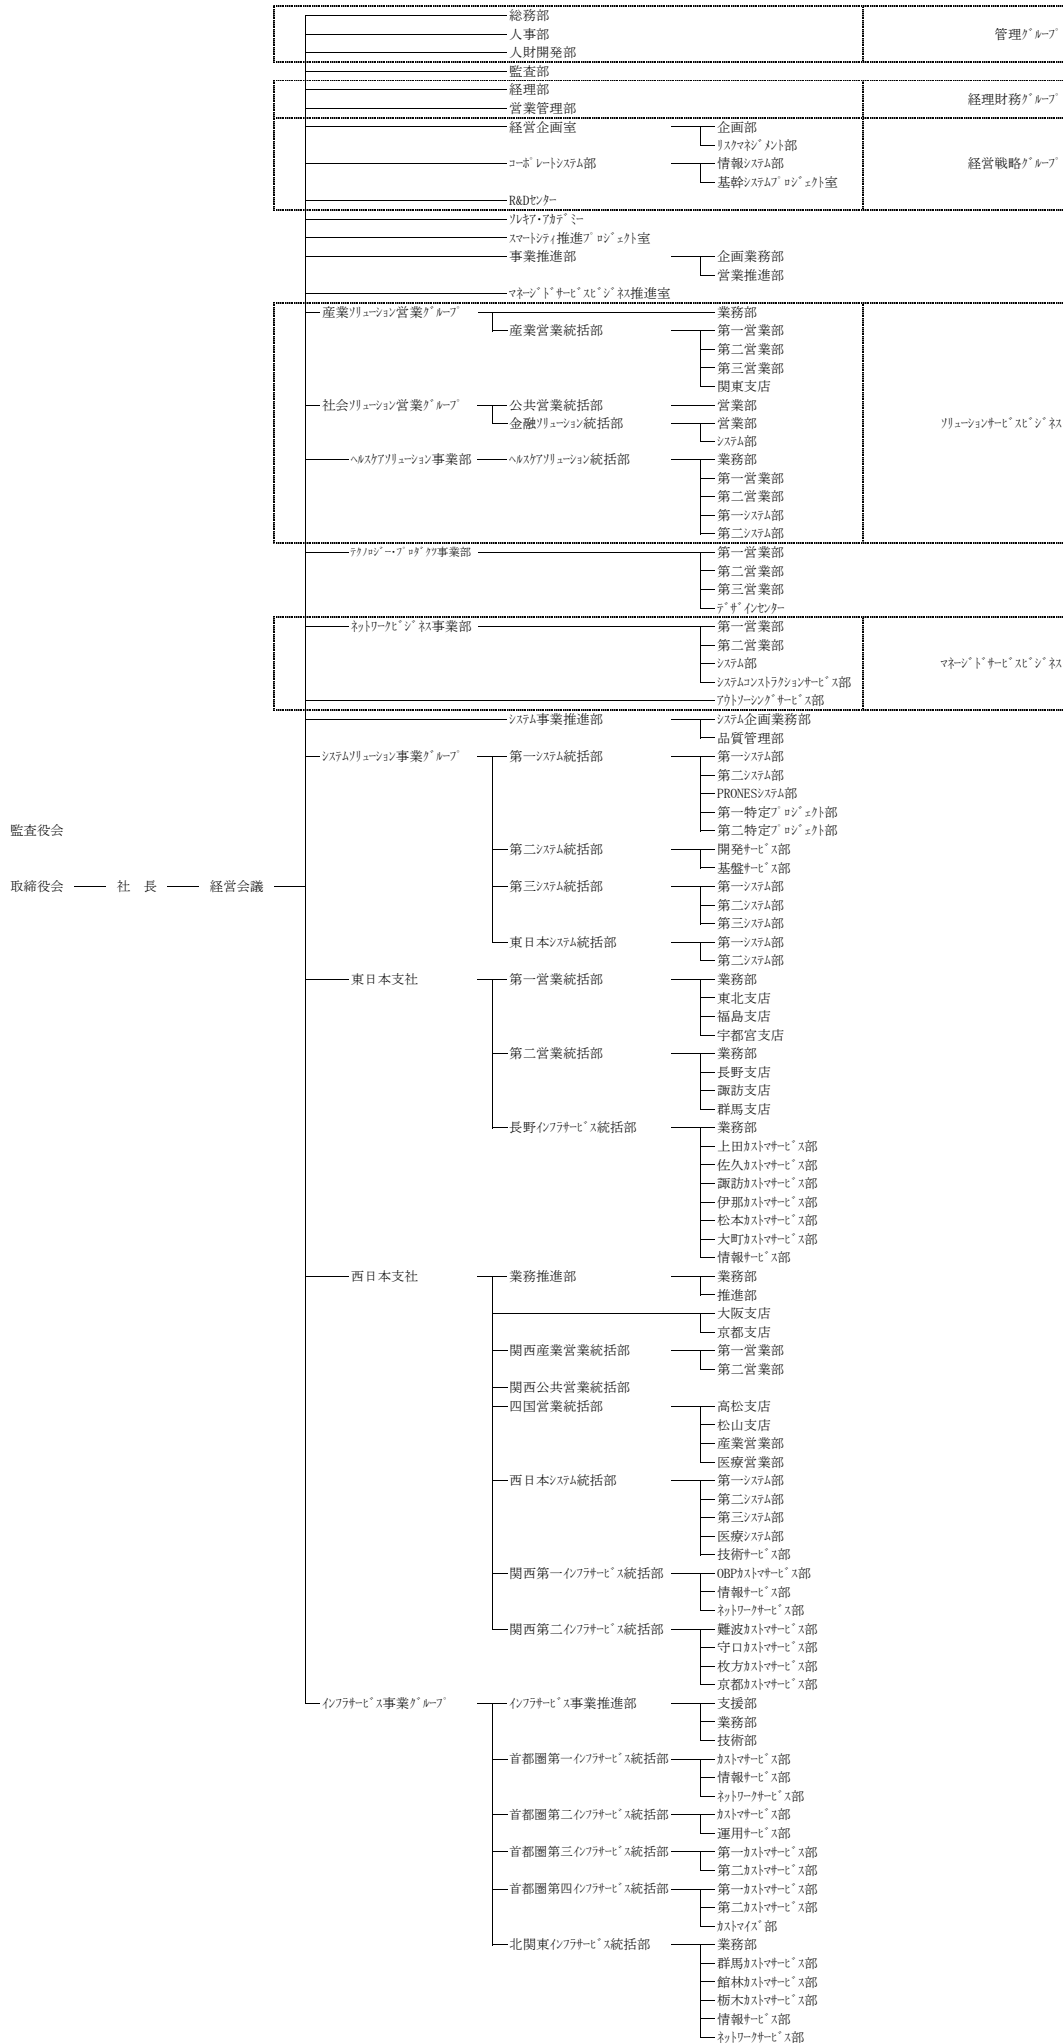 総務部
人事部 管理ｸﾞﾙｰﾌﾟ
人財開発部
監査部
経理部
経理財務ｸﾞﾙｰﾌﾟ
営業管理部
経営企画室 企画部
ﾘｽｸﾏﾈｼﾞﾒﾝﾄ部
ｺｰﾎﾟﾚｰﾄｼｽﾃﾑ部 情報ｼｽﾃﾑ部 経営戦略ｸﾞﾙｰﾌﾟ
基幹ｼｽﾃﾑﾌﾟﾛｼﾞｪｸﾄ室
R&Dｾﾝﾀｰ
ｿﾚｷｱ･ｱｶﾃﾞﾐｰ
ｽﾏｰﾄｼﾃｨ推進ﾌﾟﾛｼﾞｪｸﾄ室
事業推進部 企画業務部
営業推進部
ﾏﾈｰｼﾞﾄﾞｻｰﾋﾞｽﾋﾞｼﾞﾈｽ推進室
産業ｿﾘｭｰｼｮﾝ営業ｸﾞﾙｰﾌﾟ 業務部
産業営業統括部 第一営業部
第二営業部
第三営業部
関東支店
社会ｿﾘｭｰｼｮﾝ営業ｸﾞﾙｰﾌﾟ 公共営業統括部 営業部
金融ｿﾘｭｰｼｮﾝ統括部 営業部 ｿﾘｭｰｼｮﾝｻｰﾋﾞｽﾋﾞｼﾞﾈｽ
ｼｽﾃﾑ部
ﾍﾙｽｹｱｿﾘｭｰｼｮﾝ事業部 ﾍﾙｽｹｱｿﾘｭｰｼｮﾝ統括部 業務部
第一営業部
第二営業部
第一ｼｽﾃﾑ部
第二ｼｽﾃﾑ部
ﾃｸﾉﾛｼﾞｰ･ﾌﾟﾛﾀﾞｸﾂ事業部 第一営業部
第二営業部
第三営業部
ﾃﾞｻﾞｲﾝｾﾝﾀｰ
ﾈｯﾄﾜｰｸﾋﾞｼﾞﾈｽ事業部 第一営業部
第二営業部
ｼｽﾃﾑ部 ﾏﾈｰｼﾞﾄﾞｻｰﾋﾞｽﾋﾞｼﾞﾈｽ
ｼｽﾃﾑｺﾝｽﾄﾗｸｼｮﾝｻｰﾋﾞｽ部
ｱｳﾄｿｰｼﾝｸﾞｻｰﾋﾞｽ部
ｼｽﾃﾑ事業推進部 ｼｽﾃﾑ企画業務部
品質管理部
ｼｽﾃﾑｿﾘｭｰｼｮﾝ事業ｸﾞﾙｰﾌﾟ 第一ｼｽﾃﾑ統括部 第一ｼｽﾃﾑ部
第二ｼｽﾃﾑ部
PRONESｼｽﾃﾑ部
第一特定ﾌﾟﾛｼﾞｪｸﾄ部
監査役会 第二特定ﾌﾟﾛｼﾞｪｸﾄ部
第二ｼｽﾃﾑ統括部 開発ｻｰﾋﾞｽ部
基盤ｻｰﾋﾞｽ部
取締役会 社 長 経営会議 第三ｼｽﾃﾑ統括部 第一ｼｽﾃﾑ部
第二ｼｽﾃﾑ部
第三ｼｽﾃﾑ部
東日本ｼｽﾃﾑ統括部 第一ｼｽﾃﾑ部
第二ｼｽﾃﾑ部
東日本支社 第一営業統括部 業務部
東北支店
福島支店
宇都宮支店
第二営業統括部 業務部
長野支店
諏訪支店
群馬支店
長野ｲﾝﾌﾗｻｰﾋﾞｽ統括部 業務部
上田ｶｽﾄﾏｻｰﾋﾞｽ部
佐久ｶｽﾄﾏｻｰﾋﾞｽ部
諏訪ｶｽﾄﾏｻｰﾋﾞｽ部
伊那ｶｽﾄﾏｻｰﾋﾞｽ部
松本ｶｽﾄﾏｻｰﾋﾞｽ部
大町ｶｽﾄﾏｻｰﾋﾞｽ部
情報ｻｰﾋﾞｽ部
西日本支社 業務推進部 業務部
推進部
大阪支店
京都支店
関西産業営業統括部 第一営業部
第二営業部
関西公共営業統括部
四国営業統括部 高松支店
松山支店
産業営業部
医療営業部
西日本ｼｽﾃﾑ統括部 第一ｼｽﾃﾑ部
第二ｼｽﾃﾑ部
第三ｼｽﾃﾑ部
医療ｼｽﾃﾑ部
技術ｻｰﾋﾞｽ部
関西第一ｲﾝﾌﾗｻｰﾋﾞｽ統括部 OBPｶｽﾄﾏｻｰﾋﾞｽ部
情報ｻｰﾋﾞｽ部
ﾈｯﾄﾜｰｸｻｰﾋﾞｽ部
関西第二ｲﾝﾌﾗｻｰﾋﾞｽ統括部 難波ｶｽﾄﾏｻｰﾋﾞｽ部
守口ｶｽﾄﾏｻｰﾋﾞｽ部
枚方ｶｽﾄﾏｻｰﾋﾞｽ部
京都ｶｽﾄﾏｻｰﾋﾞｽ部
ｲﾝﾌﾗｻｰﾋﾞｽ事業ｸﾞﾙｰﾌﾟ ｲﾝﾌﾗｻｰﾋﾞｽ事業推進部 支援部
業務部
技術部
首都圏第一ｲﾝﾌﾗｻｰﾋﾞｽ統括部 ｶｽﾄﾏｻｰﾋﾞｽ部
情報ｻｰﾋﾞｽ部
ﾈｯﾄﾜｰｸｻｰﾋﾞｽ部
首都圏第二ｲﾝﾌﾗｻｰﾋﾞｽ統括部 ｶｽﾄﾏｻｰﾋﾞｽ部
運用ｻｰﾋﾞｽ部
首都圏第三ｲﾝﾌﾗｻｰﾋﾞｽ統括部 第一ｶｽﾄﾏｻｰﾋﾞｽ部
第二ｶｽﾄﾏｻｰﾋﾞｽ部
首都圏第四ｲﾝﾌﾗｻｰﾋﾞｽ統括部 第一ｶｽﾄﾏｻｰﾋﾞｽ部
第二ｶｽﾄﾏｻｰﾋﾞｽ部
ｶｽﾄﾏｲｽﾞ部
北関東ｲﾝﾌﾗｻｰﾋﾞｽ統括部 業務部
群馬ｶｽﾄﾏｻｰﾋﾞｽ部
館林ｶｽﾄﾏｻｰﾋﾞｽ部
栃木ｶｽﾄﾏｻｰﾋﾞｽ部
情報ｻｰﾋﾞｽ部
ﾈｯﾄﾜｰｸｻｰﾋﾞｽ部